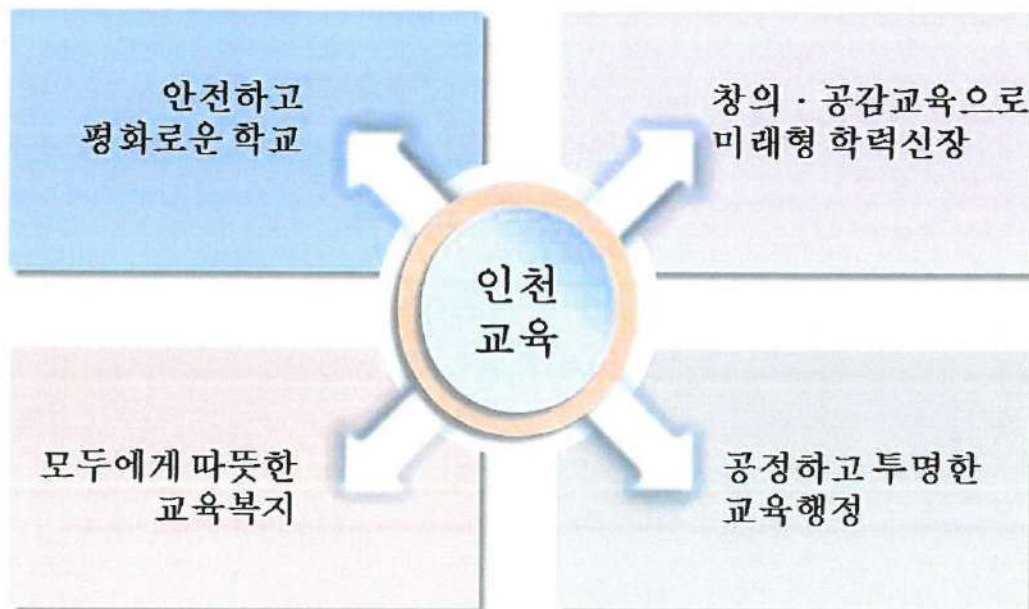 안전하고
평화로운 학교
창의 · 공감교육으로
미래형 학력신장
인천
교육
모두에게 따뜻한
교육복지
공정하고 투명한
교육행정